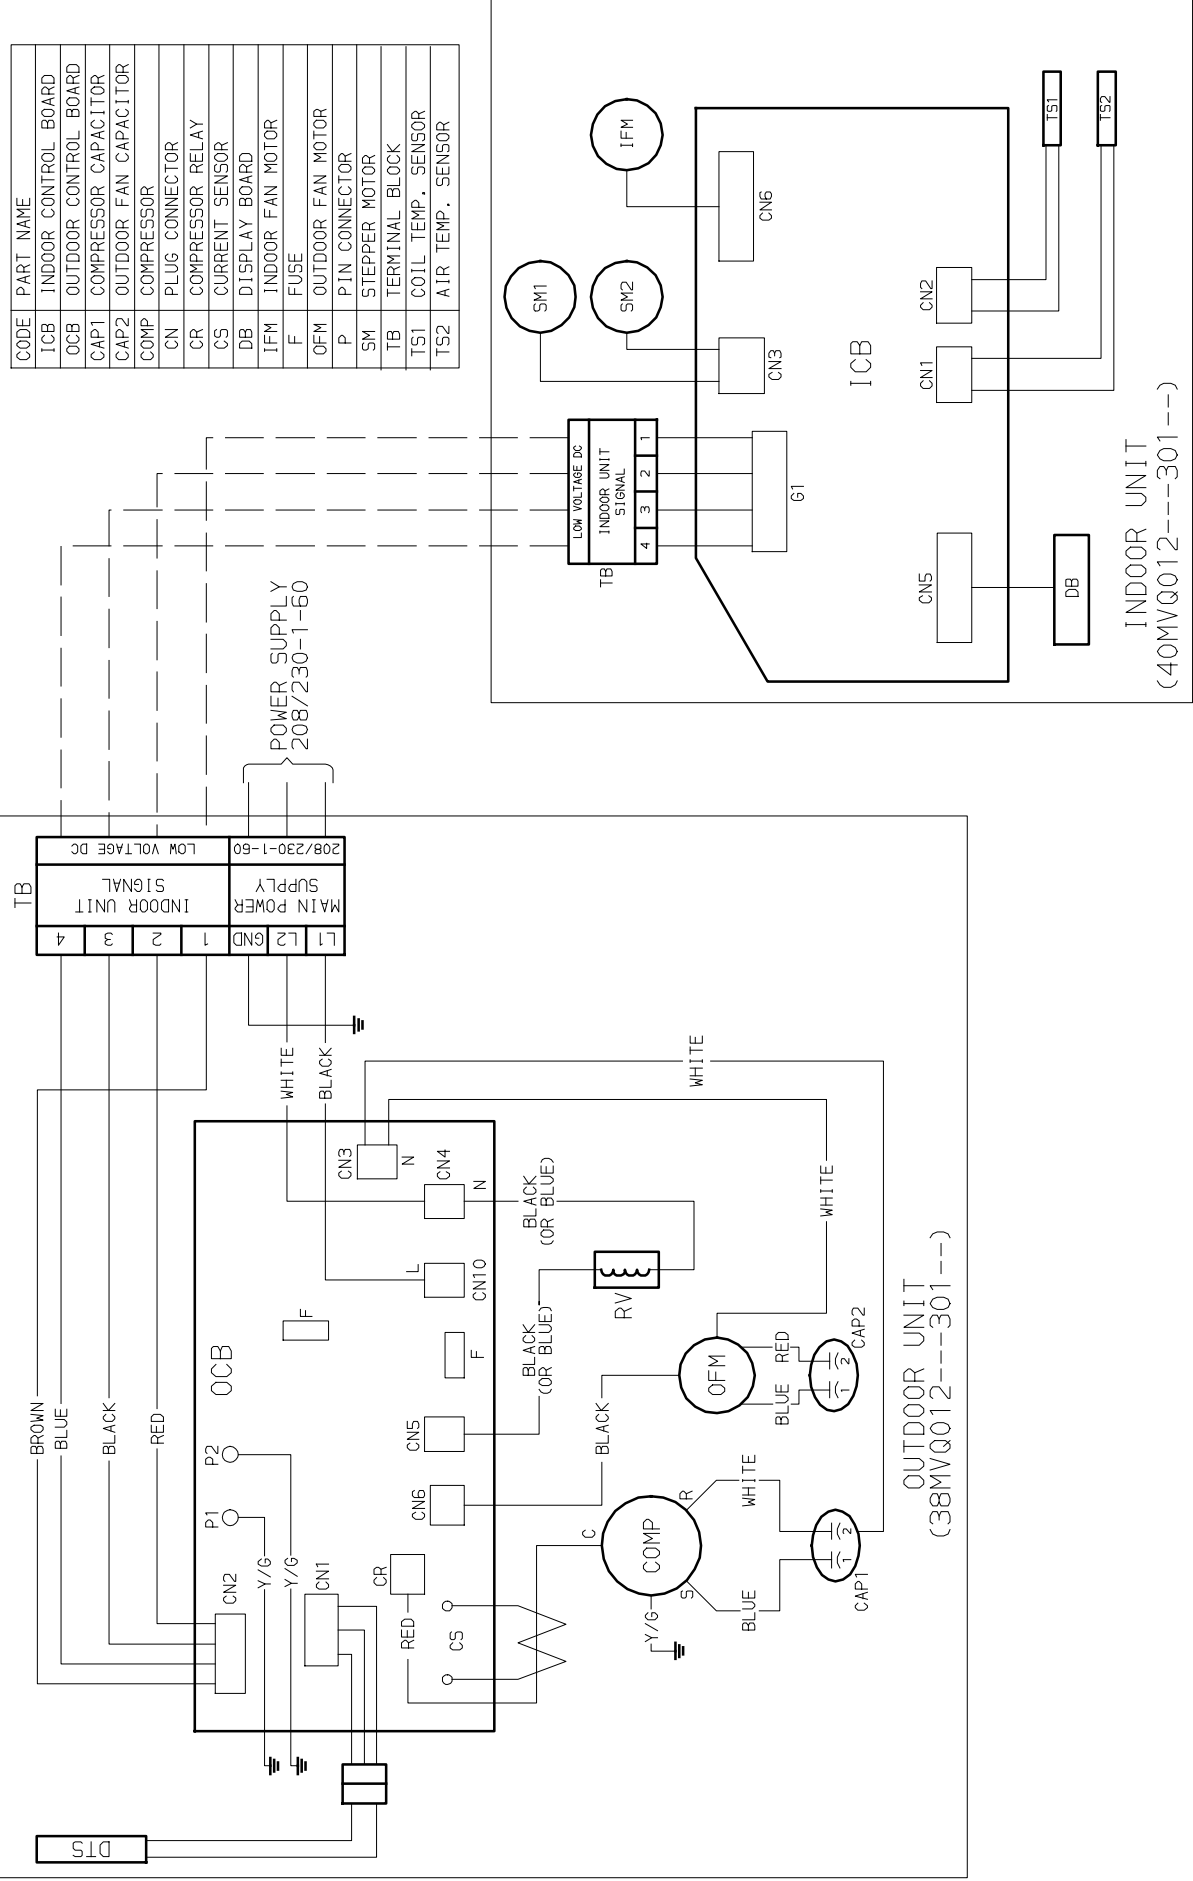 CODE PART NAME
ICB INDOOR CONTROL BOARD
OCB OUTDOOR CONTROL BOARD
CAP1 COMPRESSOR CAPACITOR
CAP2 OUTDOOR FAN CAPACITOR
COMP COMPRESSOR
CN PLUG CONNECTOR
CR COMPRESSOR RELAY
CS CURRENT SENSOR
DB DISPLAY BOARD
IFM INDOOR FAN MOTOR
F FUSE
OFM OUTDOOR FAN MOTOR
P PIN CONNECTOR
SM STEPPER MOTOR
TB TERMINAL BLOCK
TS1 COIL TEMP. SENSOR
TS2 AIR TEMP. SENSOR
DTS
BROWN
BLUE
BLACK
RED
TB
4
3
2
1
GND
L2
L1
INDOOR UNIT
SIGNAL
MAIN POWER
SUPPLY
LOW VOLTAGE DC
208/230-1-60
POWER SUPPLY
208/230-1-60
WHITE
BLACK
OCB
P1
P2
Y/G
Y/G
CN2
CN1
CR
RED
CS
CN6
CN5
F
F
L
CN10
CN4
N
CN3
N
BLACK
(OR BLUE)
BLACK
(OR BLUE)
RV
BLACK
WHITE
WHITE
COMP
C
S
R
Y/G
BLUE
WHITE
CAP1
1
2
OFM
BLUE
RED
CAP2
1
2
OUTDOOR UNIT
(38MVQ012---301--)
TB
LOW VOLTAGE DC
INDOOR UNIT
SIGNAL
4
3
2
1
G1
SM1
SM2
IFM
CN3
CN6
ICB
CN5
CN1
CN2
DB
TS1
TS2
INDOOR UNIT
(40MVQ012---301--)